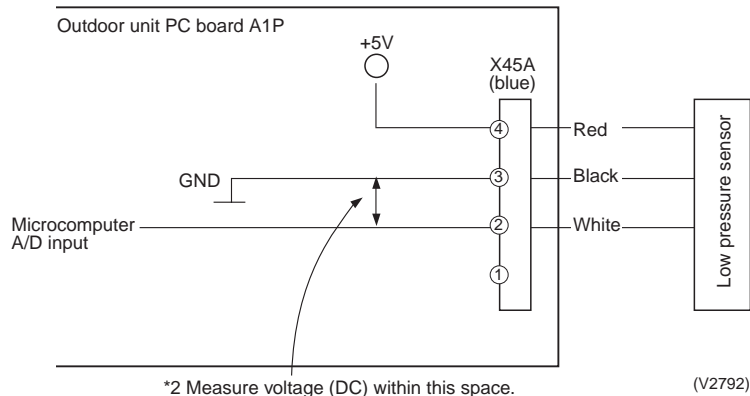 Outdoor unit PC board A1P
+5V
X45A
(blue)
4
Red
GND
3
Black
Microcomputer
A/D input
2
White
1
Low pressure sensor
*2 Measure voltage (DC) within this space.
(V2792)